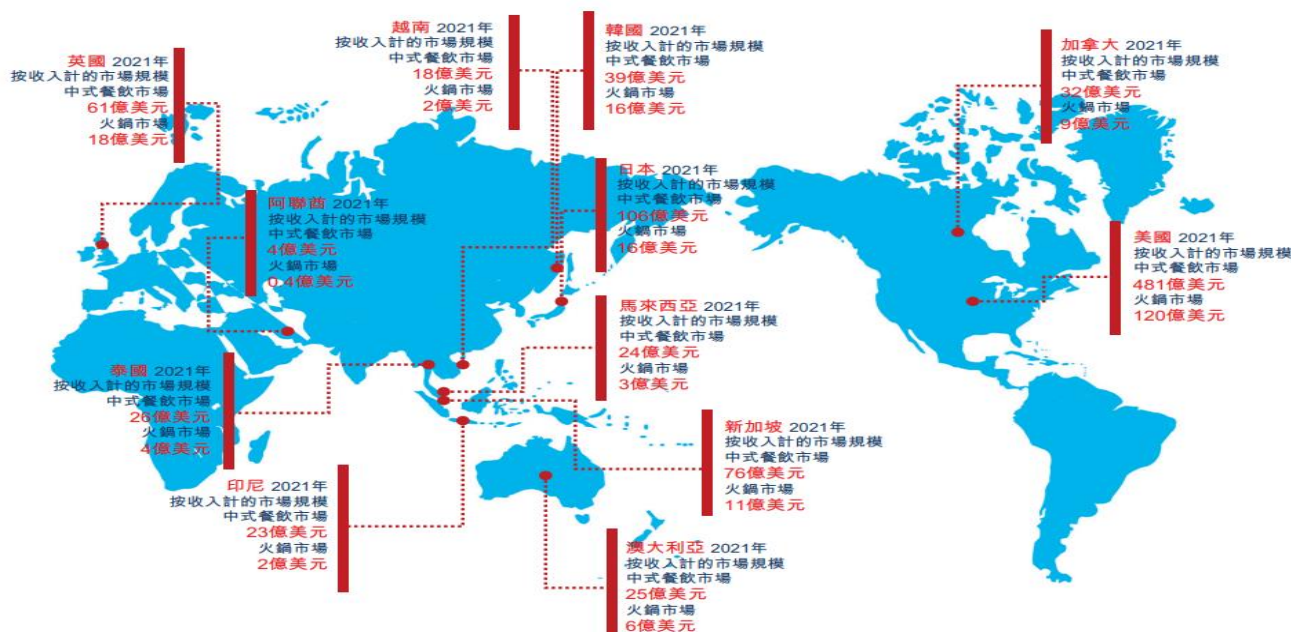 越南 2021年
按收入計的市場規模
中式餐飲市場
18億美元
火鍋市場
2億美元
韓國 2021年
按收入計的市場規模
中式餐飲市場
39億美元
火鍋市場
16億美元
加拿大 2021年
按收入計的市場規模
中式餐飲市場
32億美元
火鍋市場
9億美元
英國 2021年
按收入計的市場規模
中式餐飲市場
61億美元
火鍋市場
18億美元
日本 2021年
按收入計的市場規模
中式餐飲市場
106億美元
火鍋市場
16億美元
阿聯酋 2021年
按收入計的市場規模
中式餐飲市場
4億美元
火鍋市場
0.4億美元
美國 2021年
按收入計的市場規模
中式餐飲市場
481億美元
火鍋市場
120億美元
馬來西亞 2021年
按收入計的市場規模
中式餐飲市場
24億美元
火鍋市場
3億美元
泰國 2021年
按收入計的市場規模
中式餐飲市場
26億美元
火鍋市場
4億美元
新加坡 2021年
按收入計的市場規模
中式餐飲市場
76億美元
火鍋市場
11億美元
印尼 2021年
按收入計的市場規模
中式餐飲市場
23億美元
火鍋市場
2億美元
澳大利亞 2021年
按收入計的市場規模
中式餐飲市場
25億美元
火鍋市場
6億美元